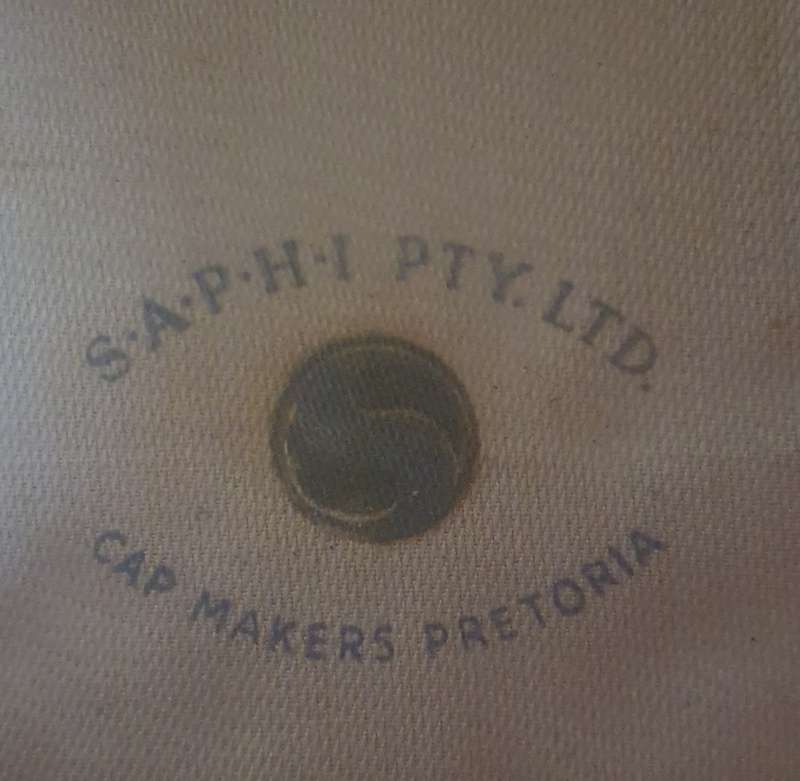 S·A·P·H·I PTY. LTD.
CAP MAKERS PRETORIA